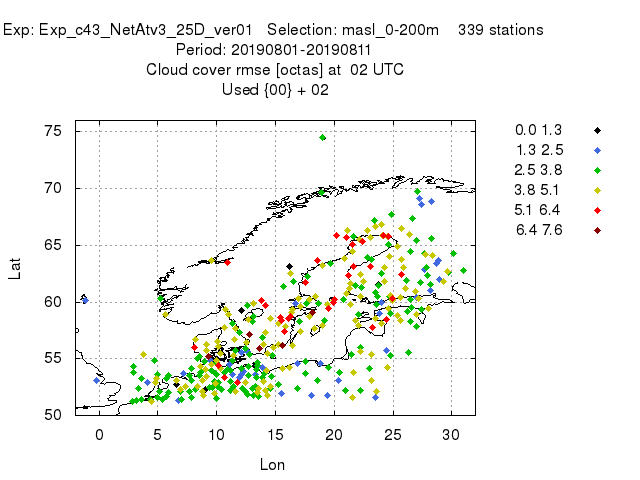 Exp: Exp_c43_NetAtv3_25D_ver01 Selection: masl_0-200m 339 stations
Period: 20190801-20190811
Cloud cover rmse [octas] at 02 UTC
Used {00} + 02
75
70
65
60
55
50
Lat
0 5 10 15 20 25 30
Lon
0.0 1.3
1.3 2.5
2.5 3.8
3.8 5.1
5.1 6.4
6.4 7.6